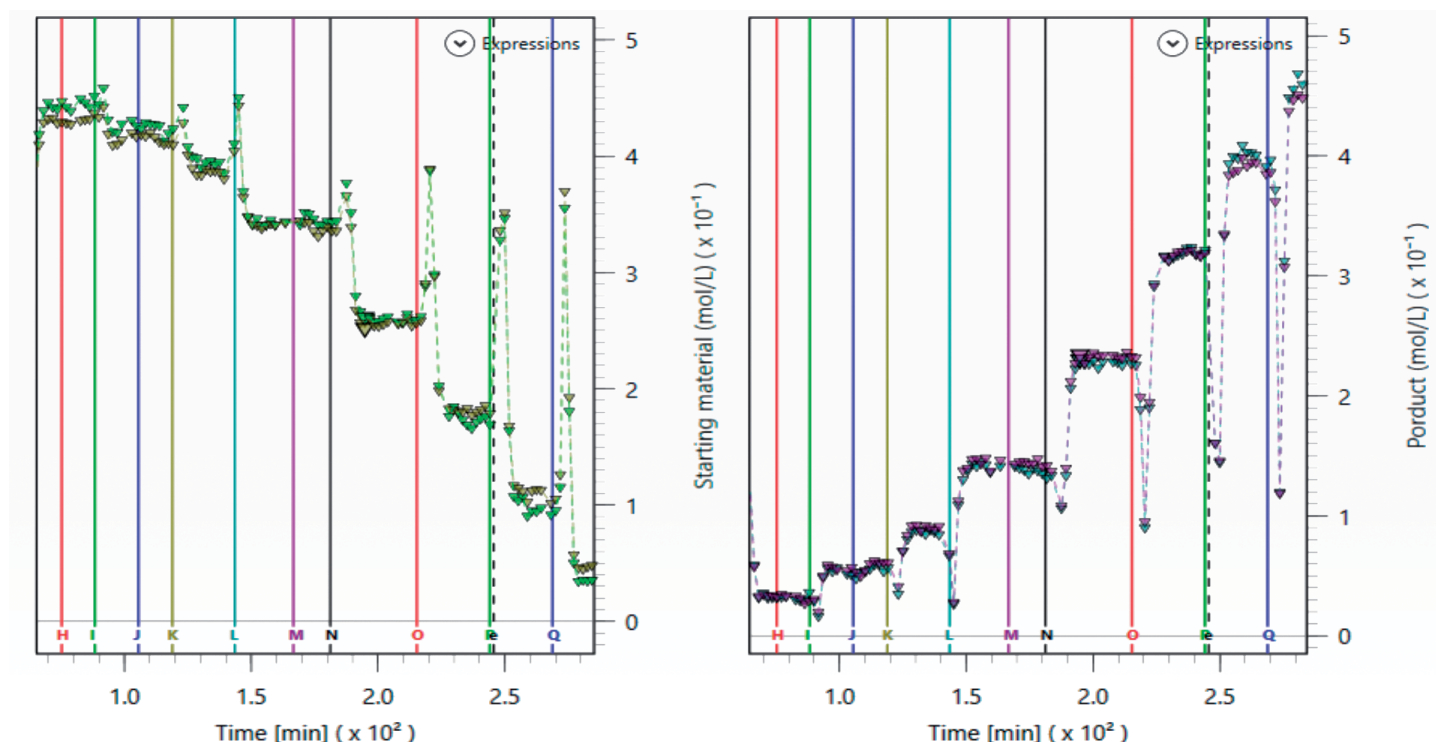 Expressions
5
4
3
2
1
0
Starting material (mol/L) ( x 10⁻¹ )
H I J K L M N O P e Q
1.0 1.5 2.0 2.5
Time [min] ( x 10² )
Expressions
5
4
3
2
1
0
Porduct (mol/L) ( x 10⁻¹ )
H I J K L M N O P e Q
1.0 1.5 2.0 2.5
Time [min] ( x 10² )